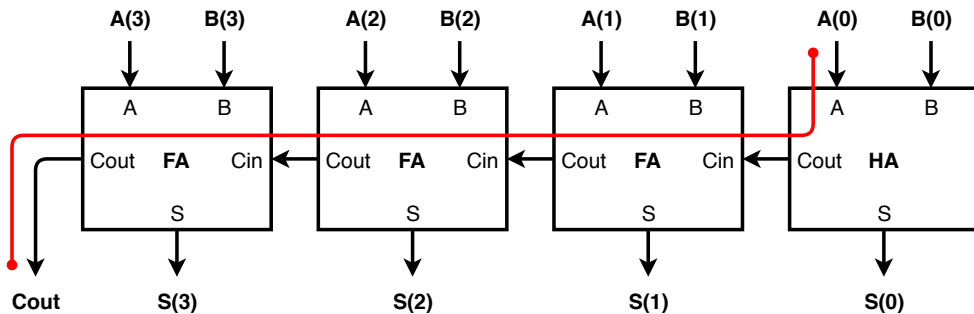 A(3) B(3) A(2) B(2) A(1) B(1) A(0) B(0)
A B A B A B A B
Cout FA Cin Cout FA Cin Cout FA Cin Cout HA
S S S S
Cout S(3) S(2) S(1) S(0)